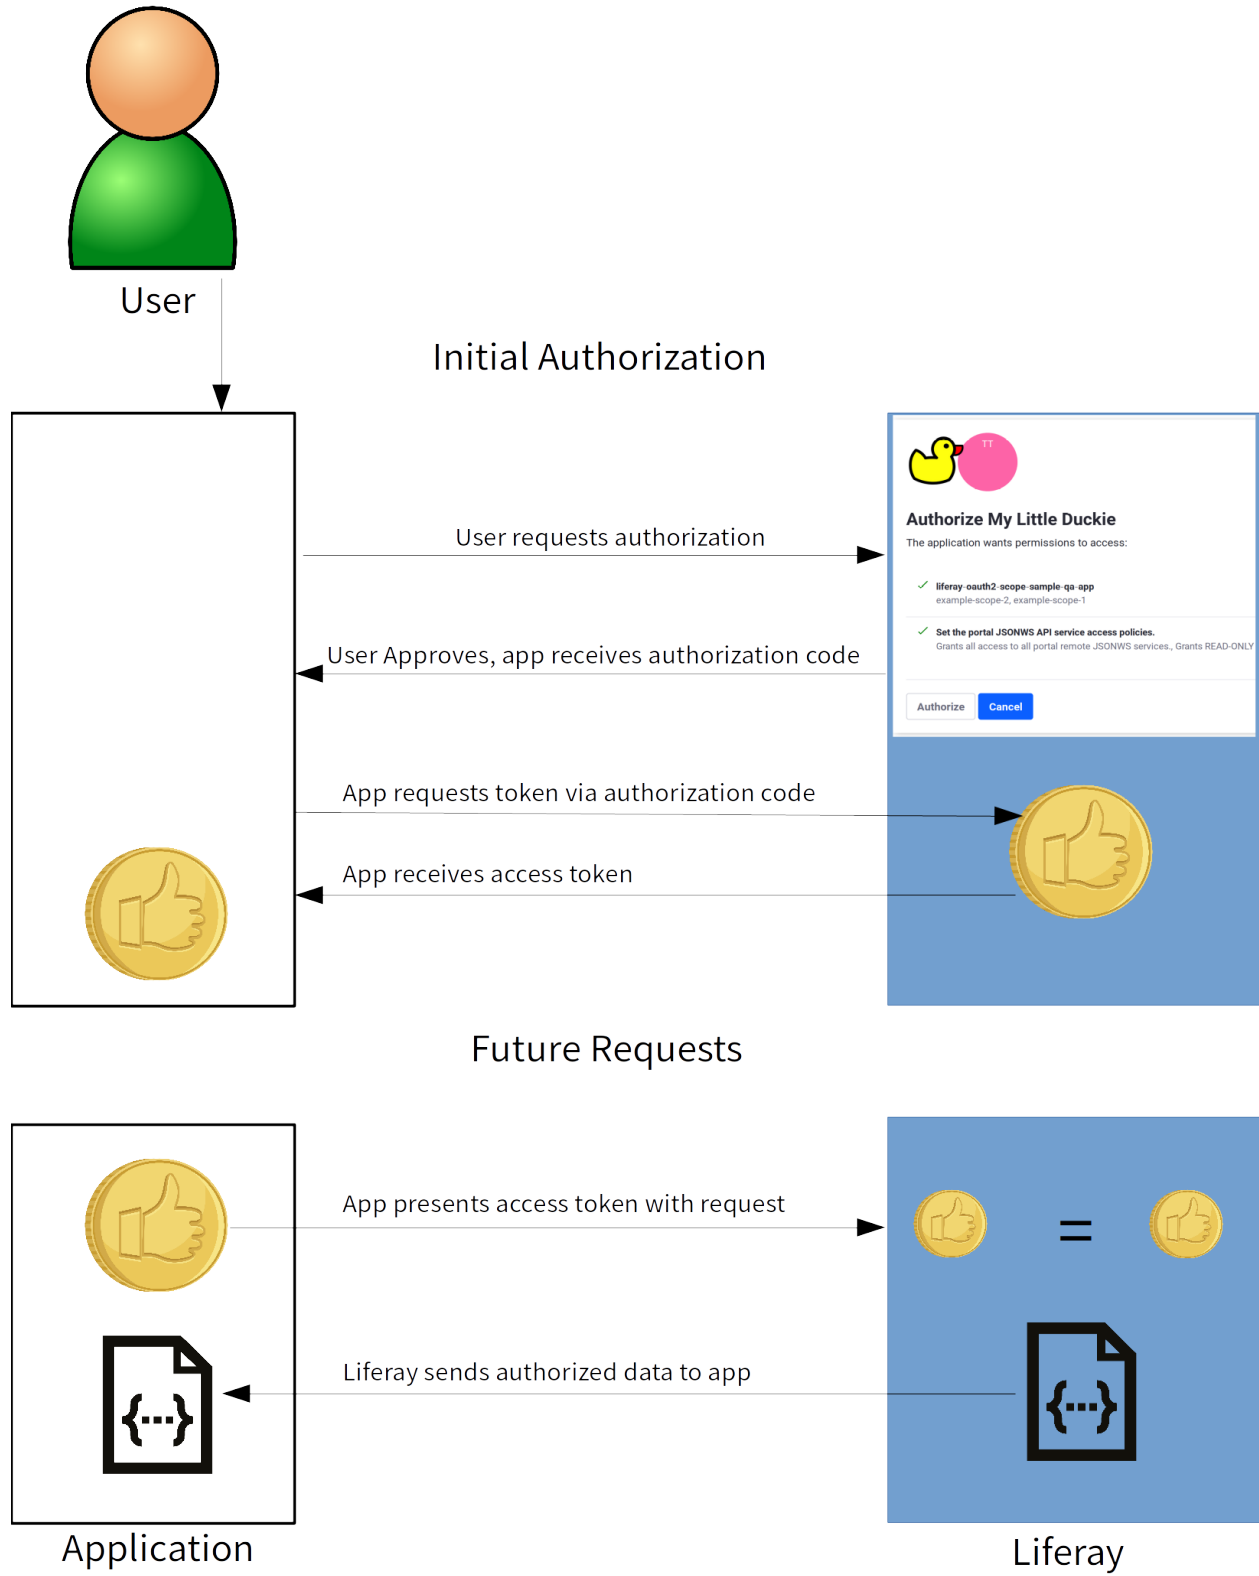 User
Initial Authorization
TT
Authorize My Little Duckie
The application wants permissions to access:
liferay-oauth2-scope-sample-qa-app
example-scope-2, example-scope-1
Set the portal JSONWS API service access policies.
Grants all access to all portal remote JSONWS services., Grants READ-ONLY
Authorize
Cancel
User requests authorization
User Approves, app receives authorization code
App requests token via authorization code
App receives access token
Future Requests
App presents access token with request
=
Liferay sends authorized data to app
{...}
{...}
Application
Liferay